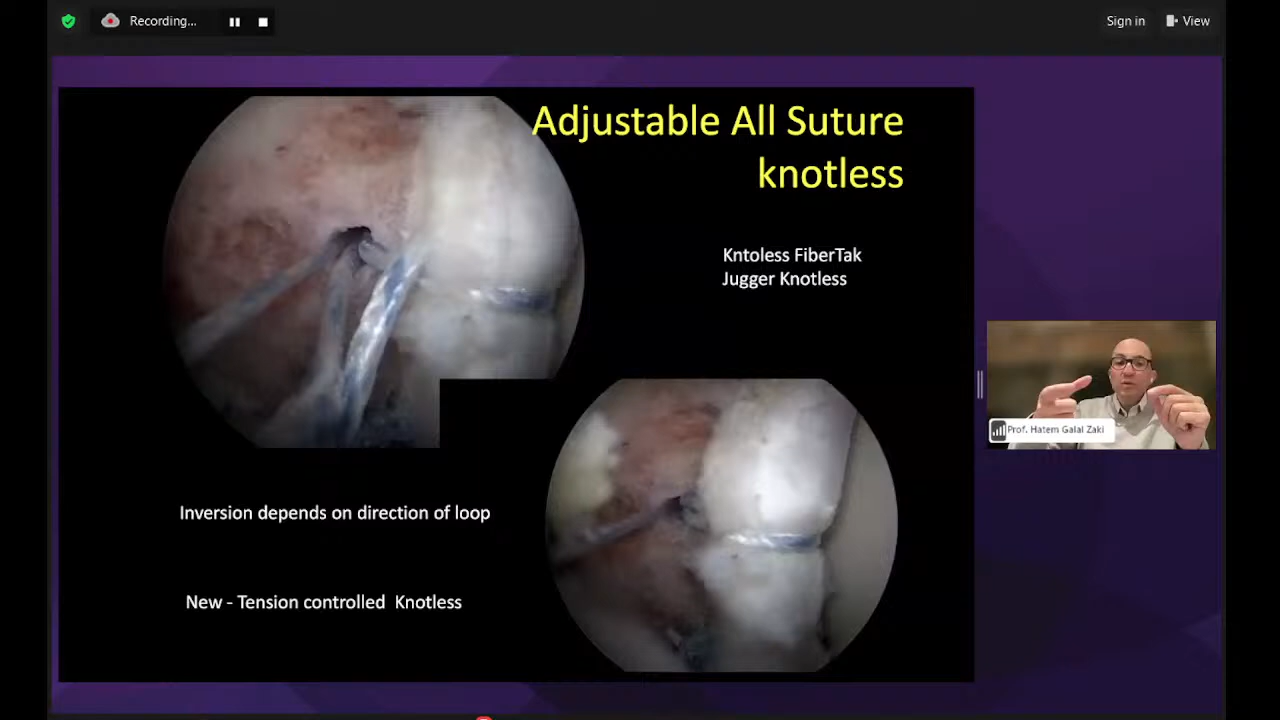 Recording...
Sign in
View
Adjustable All Suture
knotless
Kntoless FiberTak
Jugger Knotless
Prof. Hatem Galal Zaki
Inversion depends on direction of loop
New - Tension controlled Knotless